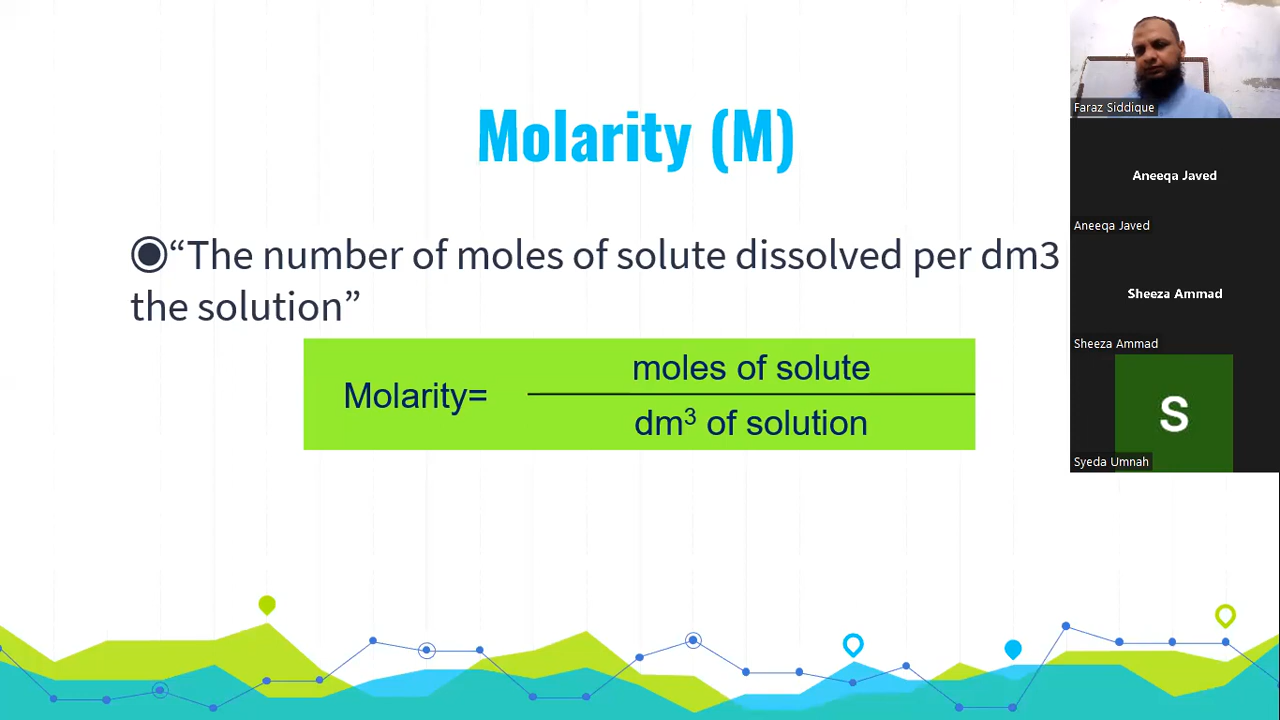 Molarity (M)
“The number of moles of solute dissolved per dm3
the solution”
Molarity=
moles of solute
dm³ of solution
Faraz Siddique
Aneeqa Javed
Aneeqa Javed
Sheeza Ammad
Sheeza Ammad
S
Syeda Umnah